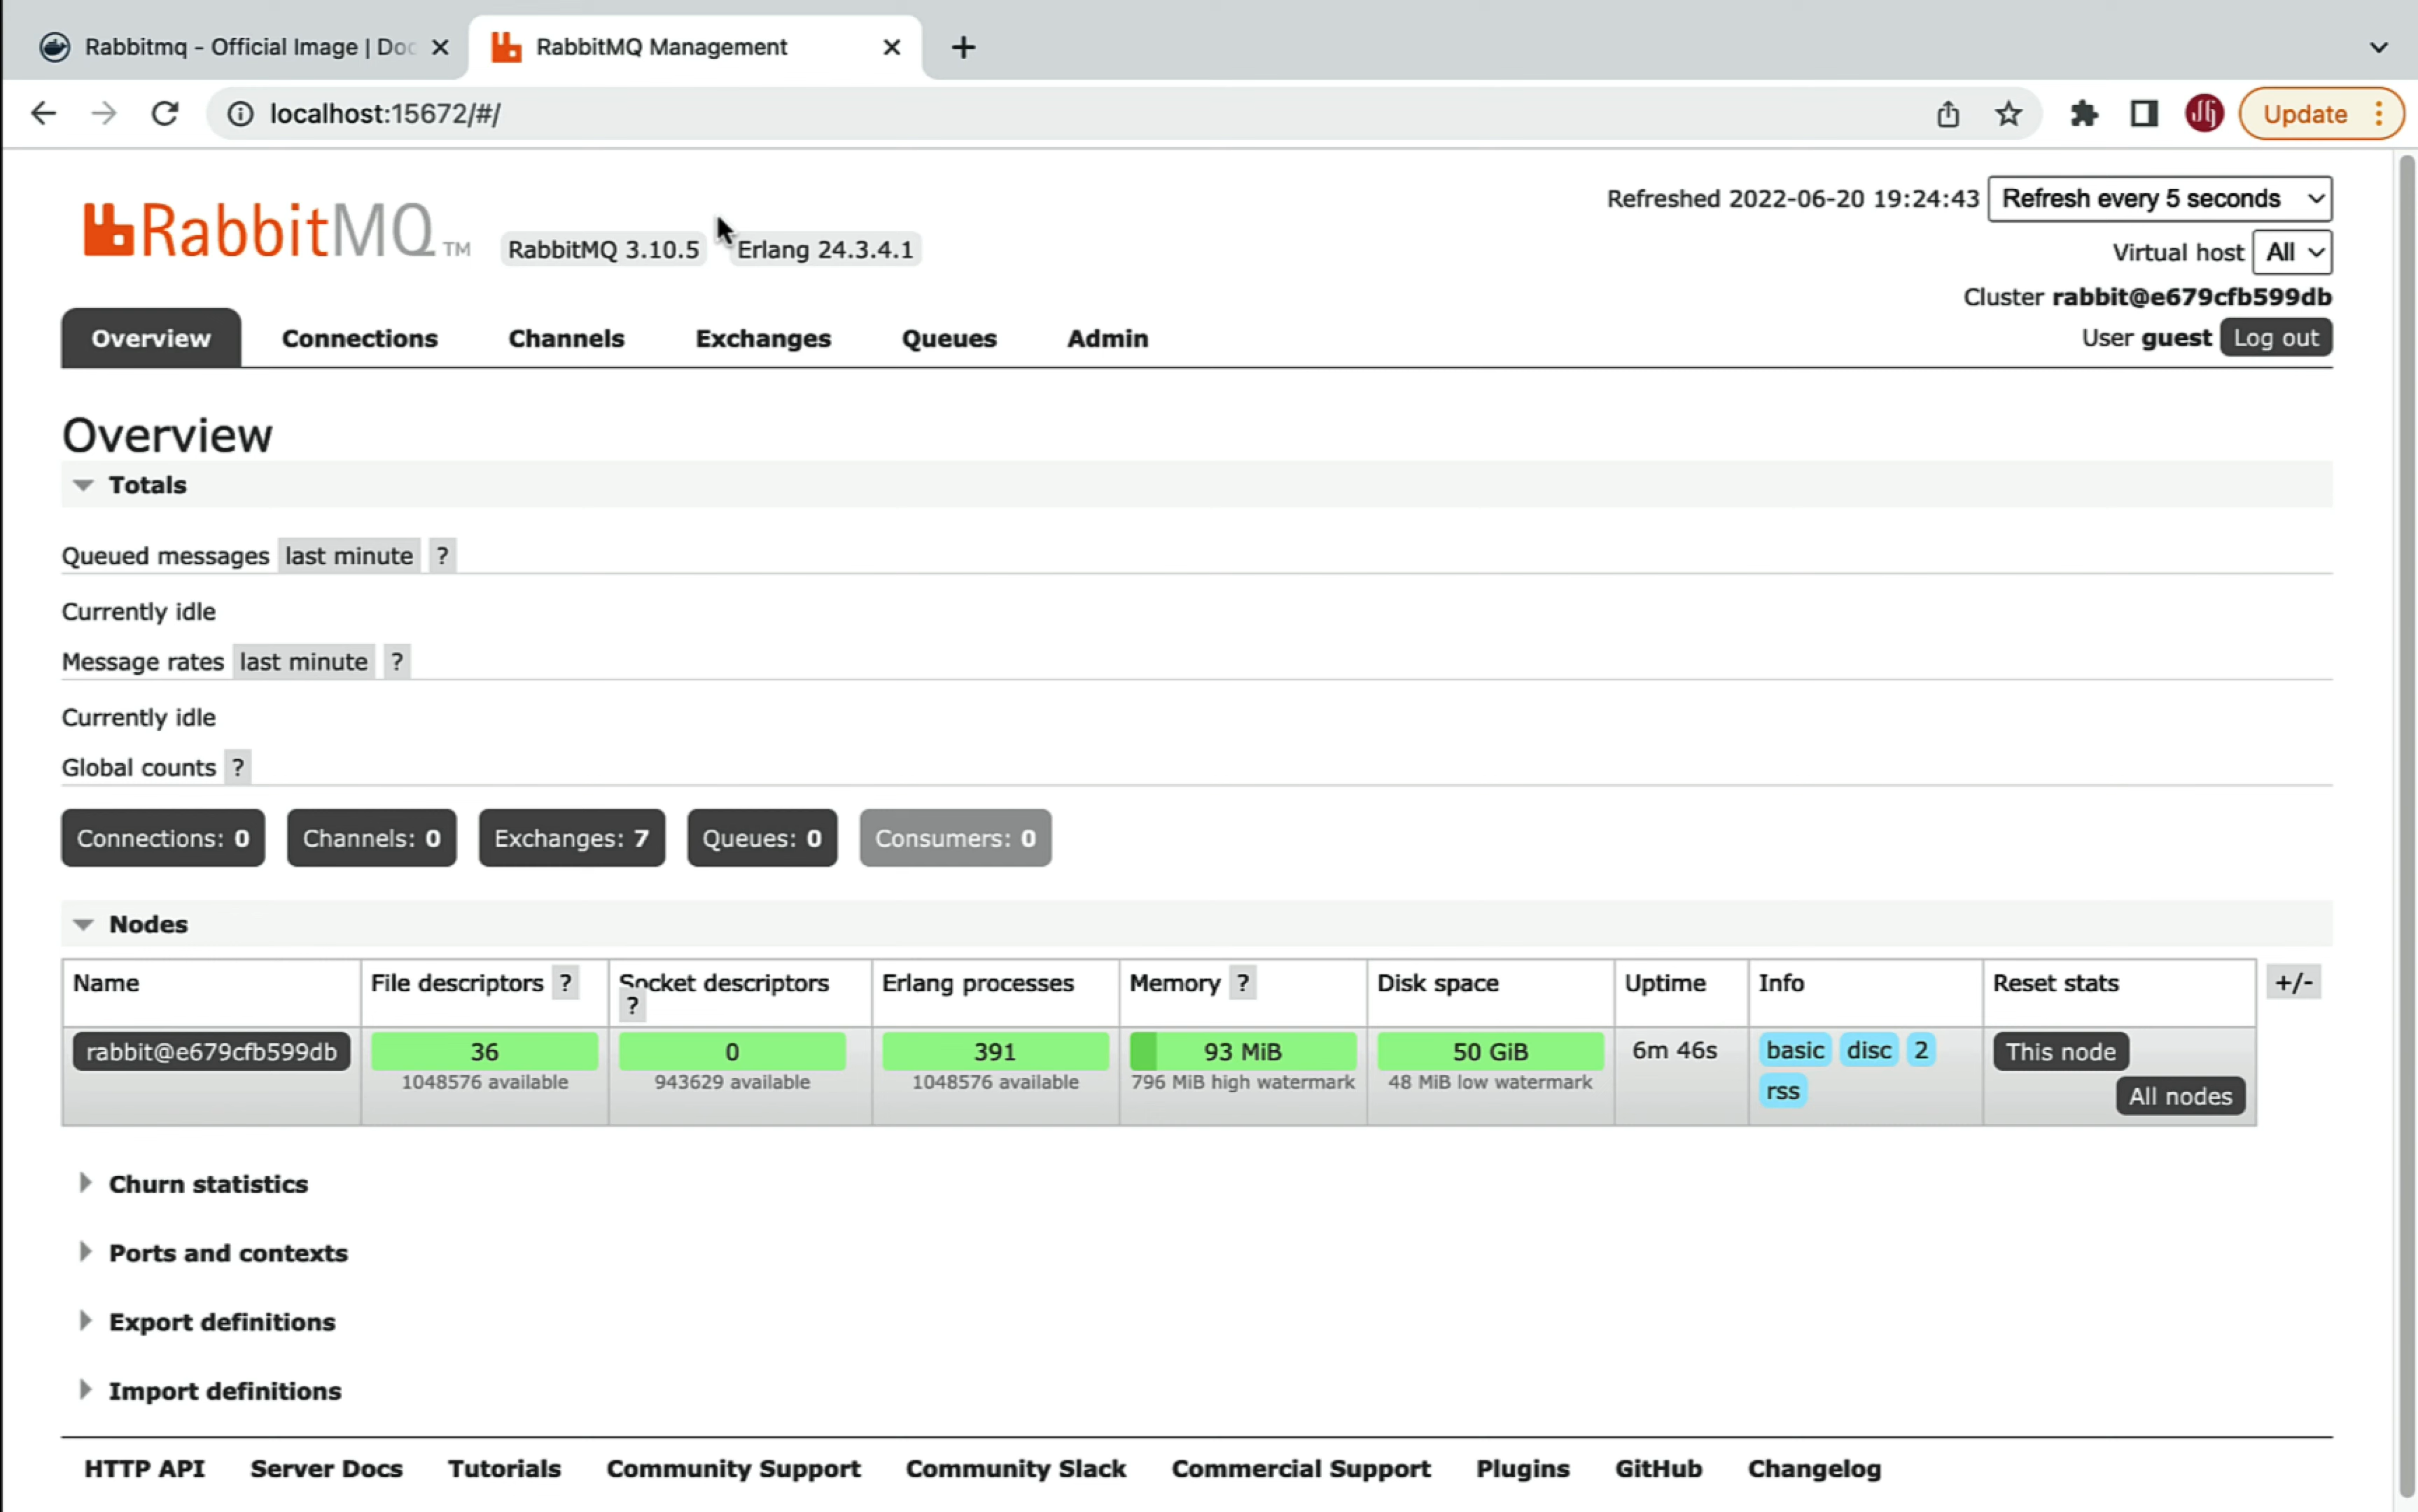 Rabbitmq - Official Image | Doc
RabbitMQ Management
localhost:15672/#/
Update
RabbitMQ TM
RabbitMQ 3.10.5 Erlang 24.3.4.1
Refreshed 2022-06-20 19:24:43 Refresh every 5 seconds
Virtual host All
Cluster rabbit@e679cfb599db
User guest Log out
Overview Connections Channels Exchanges Queues Admin
Overview
Totals
Queued messages last minute ?
Currently idle
Message rates last minute ?
Currently idle
Global counts ?
Connections: 0 Channels: 0 Exchanges: 7 Queues: 0 Consumers: 0
Nodes
Name File descriptors ? Socket descriptors ? Erlang processes Memory ? Disk space Uptime Info Reset stats +/-
rabbit@e679cfb599db 36 0 391 93 MiB 50 GiB 6m 46s basic disc 2 This node
1048576 available 943629 available 1048576 available 796 MiB high watermark 48 MiB low watermark rss All nodes
Churn statistics
Ports and contexts
Export definitions
Import definitions
HTTP API Server Docs Tutorials Community Support Community Slack Commercial Support Plugins GitHub Changelog